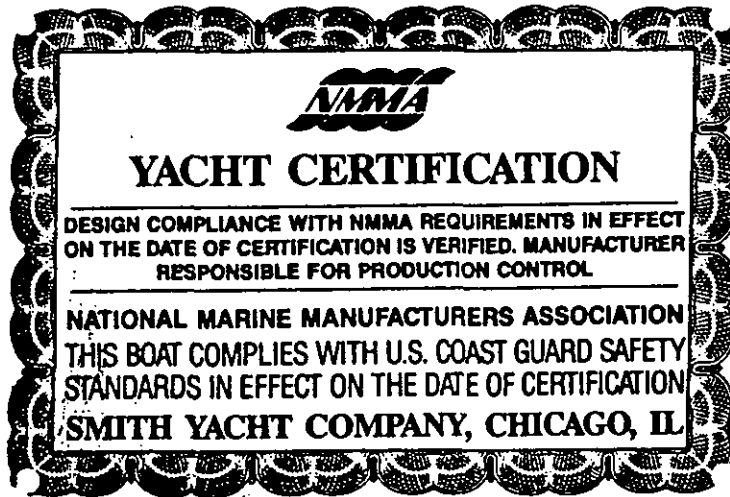 NMMA
YACHT CERTIFICATION
DESIGN COMPLIANCE WITH NMMA REQUIREMENTS IN EFFECT
ON THE DATE OF CERTIFICATION IS VERIFIED. MANUFACTURER
RESPONSIBLE FOR PRODUCTION CONTROL
NATIONAL MARINE MANUFACTURERS ASSOCIATION
THIS BOAT COMPLIES WITH U.S. COAST GUARD SAFETY
STANDARDS IN EFFECT ON THE DATE OF CERTIFICATION
SMITH YACHT COMPANY, CHICAGO, IL